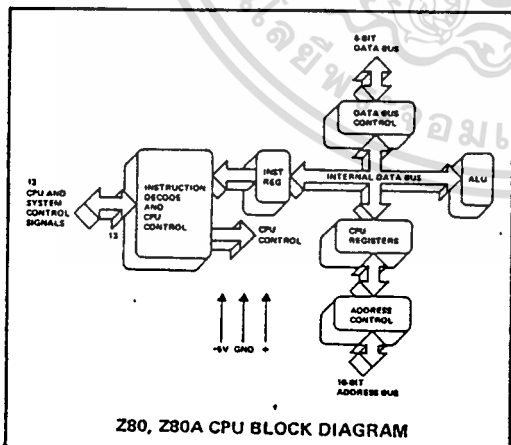 8-BIT
DATA BUS
DATA BUS
CONTROL
13
CPU AND
SYSTEM
CONTROL
SIGNALS
INSTRUCTION
DECODE
AND
CPU
CONTROL
INST
REG
INTERNAL DATA BUS
ALU
13
CPU
CONTROL
CPU
REGISTERS
ADDRESS
CONTROL
+5V GND
16-BIT
ADDRESS BUS
Z80, Z80A CPU BLOCK DIAGRAM